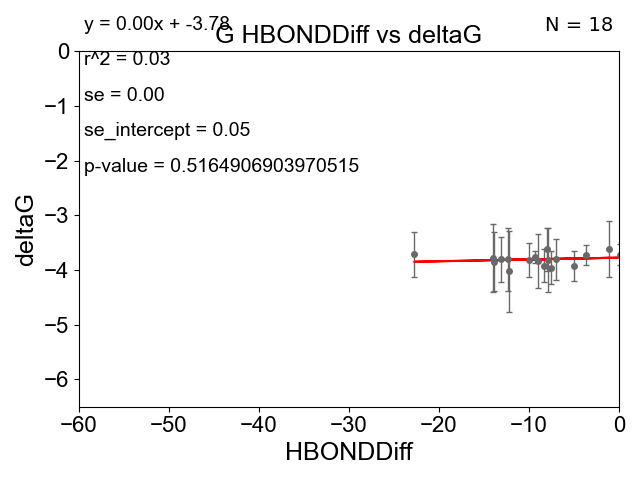 y = 0.00x + -3.78
N = 18
G HBONDDiff vs deltaG
r^2 = 0.03
se = 0.00
se_intercept = 0.05
p-value = 0.5164906903970515
deltaG
0
−1
−2
−3
−4
−5
−6
−60
−50
−40
−30
−20
−10
0
HBONDDiff